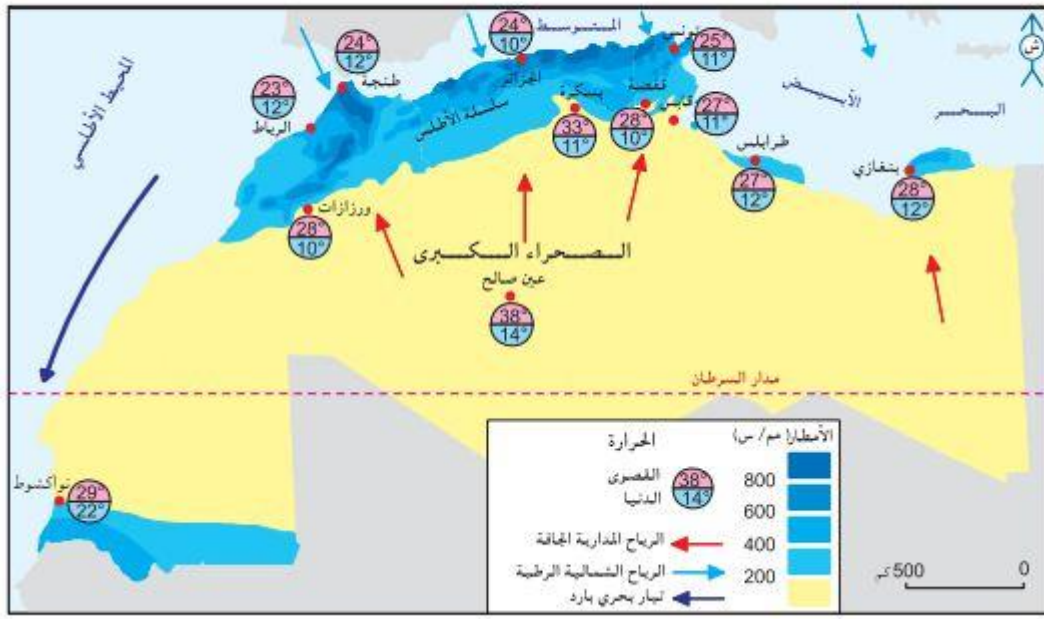 24°
10°
المتوسط
تونس
25°
11°
ش
24°
12°
طنجة
الجزائر
قفصة
بسكرة
قابس
27°
11°
الأبيض
البحر
المحيط الأطلسي
23°
12°
الرباط
سلسلة الأطلس
33°
11°
28°
10°
طرابلس
27°
12°
بنغازي
28°
12°
ورزازات
28°
10°
الصحراء الكبرى
عين صالح
38°
14°
مدار السرطان
نواكشوط
29°
22°
الحرارة
القصرى
الدنيا
38°
14°
الأمطار (مم/ س)
800
600
400
200
الرياح المدارية الجافة
الرياح الشمالية الرطبة
تيار بحري بارد
500 كم
0